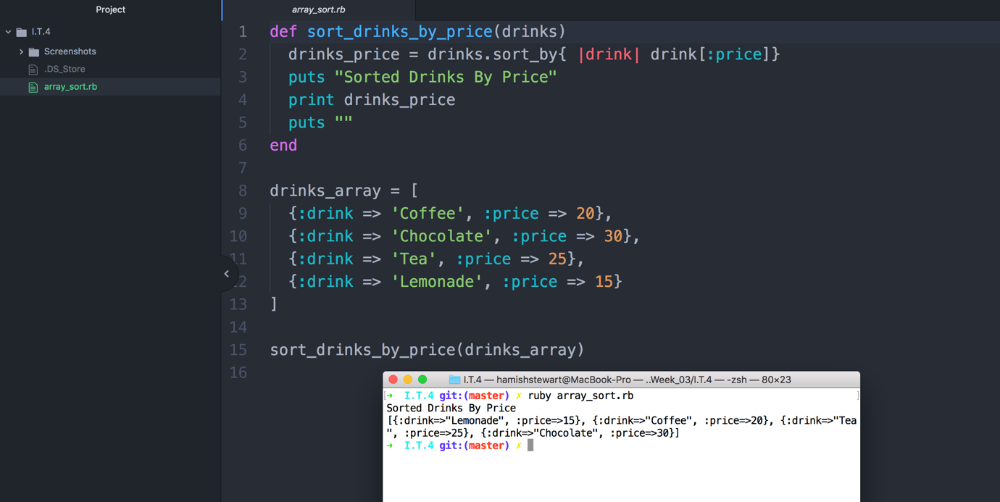 Project
I.T.4
Screenshots
.DS_Store
array_sort.rb
array_sort.rb
1 def sort_drinks_by_price(drinks)
2   drinks_price = drinks.sort_by{ |drink| drink[:price]}
3   puts "Sorted Drinks By Price"
4   print drinks_price
5   puts ""
6 end
7
8 drinks_array = [
9   {:drink => 'Coffee', :price => 20},
10   {:drink => 'Chocolate', :price => 30},
11   {:drink => 'Tea', :price => 25},
12   {:drink => 'Lemonade', :price => 15}
13 ]
14
15 sort_drinks_by_price(drinks_array)
16
I.T.4 — hamishstewart@MacBook-Pro — ..Week_03/I.T.4 — -zsh — 80×23
[➜  I.T.4 git:(master) ✗ ruby array_sort.rb ]
Sorted Drinks By Price
[{:drink=>"Lemonade", :price=>15}, {:drink=>"Coffee", :price=>20}, {:drink=>"Tea
", :price=>25}, {:drink=>"Chocolate", :price=>30}]
➜  I.T.4 git:(master) ✗